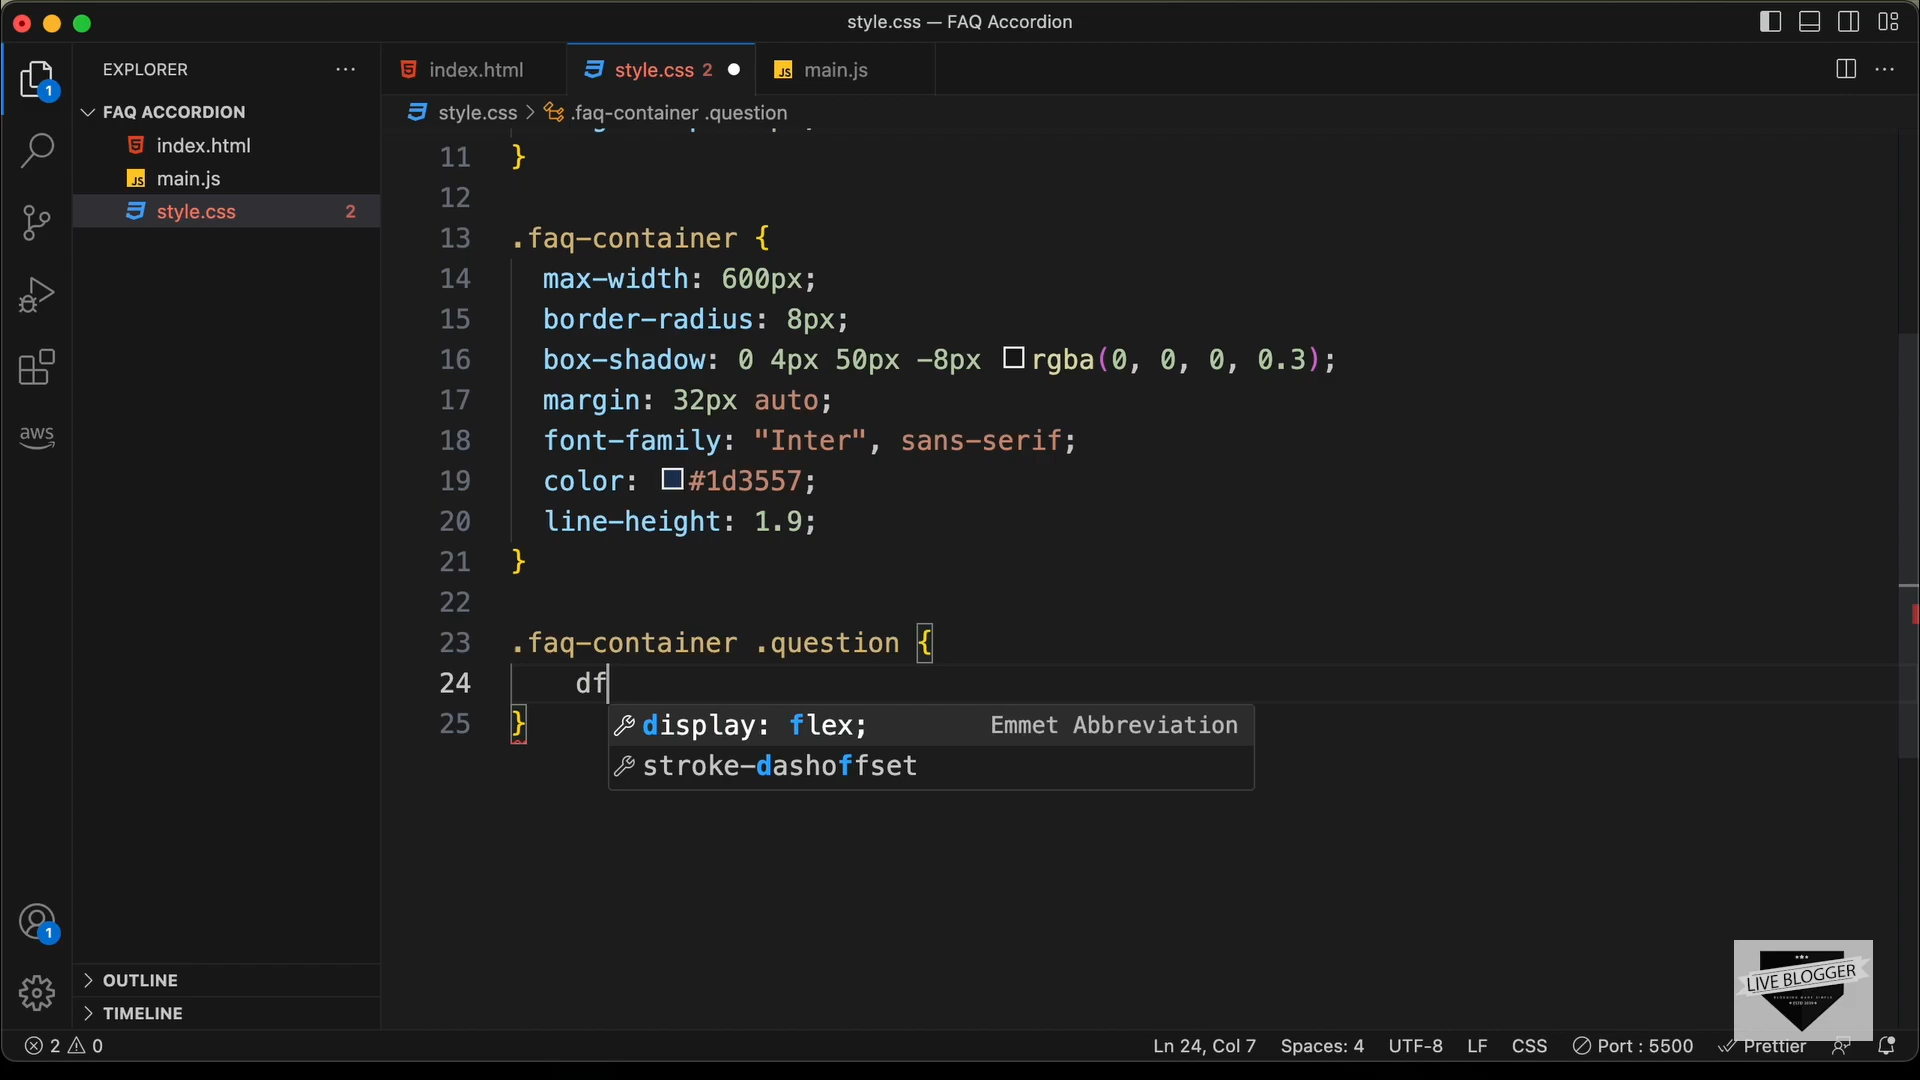 style.css — FAQ Accordion
EXPLORER
index.html
style.css 2
main.js
1
FAQ ACCORDION
style.css > .faq-container .question
index.html
main.js
style.css 2
11 }
12
13 .faq-container {
14 max-width: 600px;
15 border-radius: 8px;
16 box-shadow: 0 4px 50px -8px rgba(0, 0, 0, 0.3);
17 margin: 32px auto;
18 font-family: "Inter", sans-serif;
19 color: #1d3557;
20 line-height: 1.9;
21 }
22
23 .faq-container .question {
24 df
25 }
display: flex; Emmet Abbreviation
stroke-dashoffset
aws
1
OUTLINE
TIMELINE
LIVE BLOGGER
2 0
Ln 24, Col 7
Spaces: 4
UTF-8
LF
CSS
Port : 5500
Prettier